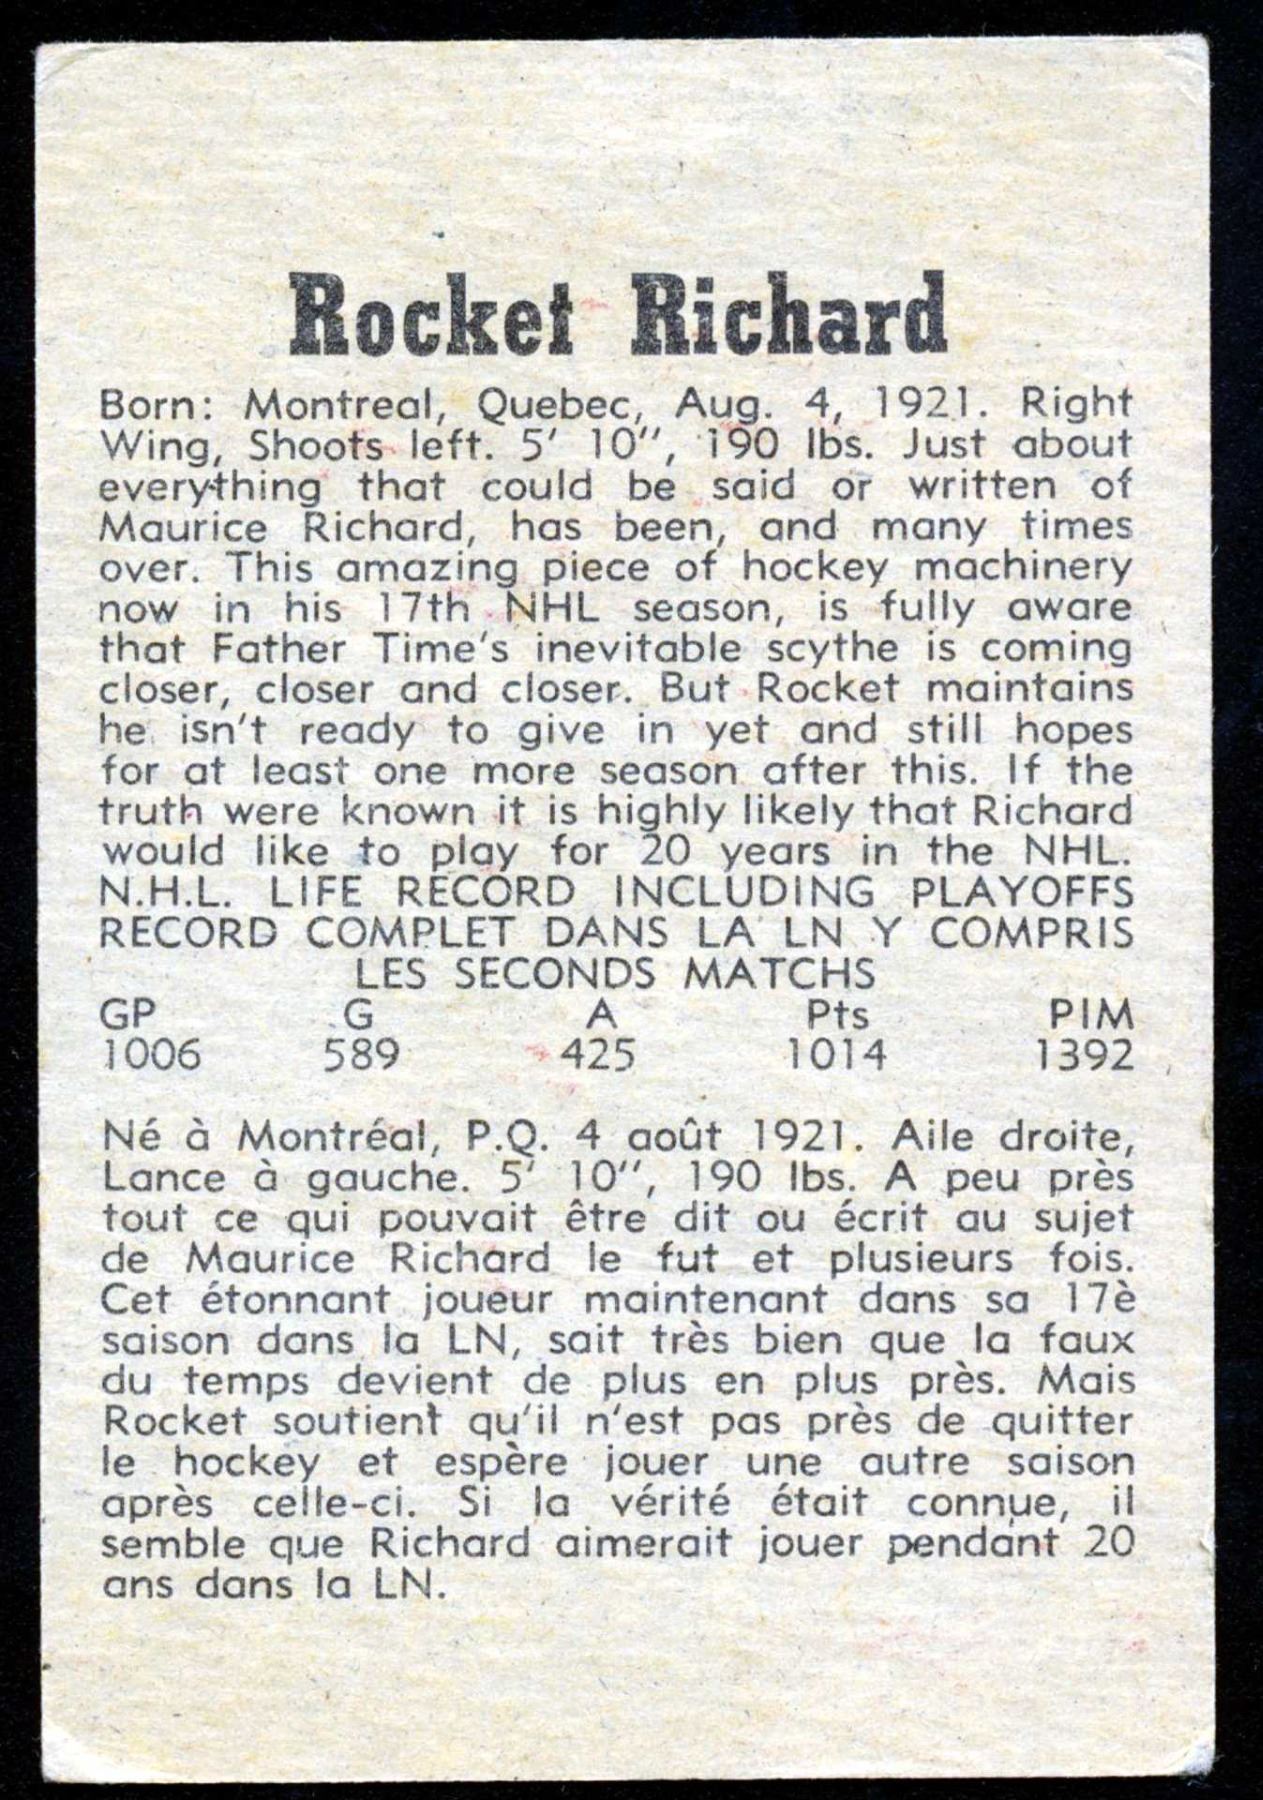 Rocket Richard
Born: Montreal, Quebec, Aug. 4, 1921. Right
Wing, Shoots left. 5' 10", 190 lbs. Just about
everything that could be said or written of
Maurice Richard, has been, and many times
over. This amazing piece of hockey machinery
now in his 17th NHL season, is fully aware
that Father Time's inevitable scythe is coming
closer, closer and closer. But Rocket maintains
he isn't ready to give in yet and still hopes
for at least one more season after this. If the
truth were known it is highly likely that Richard
would like to play for 20 years in the NHL.
N.H.L. LIFE RECORD INCLUDING PLAYOFFS
RECORD COMPLET DANS LA LN Y COMPRIS
LES SECONDS MATCHS
GP G A Pts PIM
1006 589 425 1014 1392
Né à Montréal, P.Q. 4 août 1921. Aile droite,
Lance à gauche. 5' 10", 190 lbs. A peu près
tout ce qui pouvait être dit ou écrit au sujet
de Maurice Richard le fut et plusieurs fois.
Cet étonnant joueur maintenant dans sa 17è
saison dans la LN, sait très bien que la faux
du temps devient de plus en plus près. Mais
Rocket soutient qu'il n'est pas près de quitter
le hockey et espère jouer une autre saison
après celle-ci. Si la vérité était connue, il
semble que Richard aimerait jouer pendant 20
ans dans la LN.